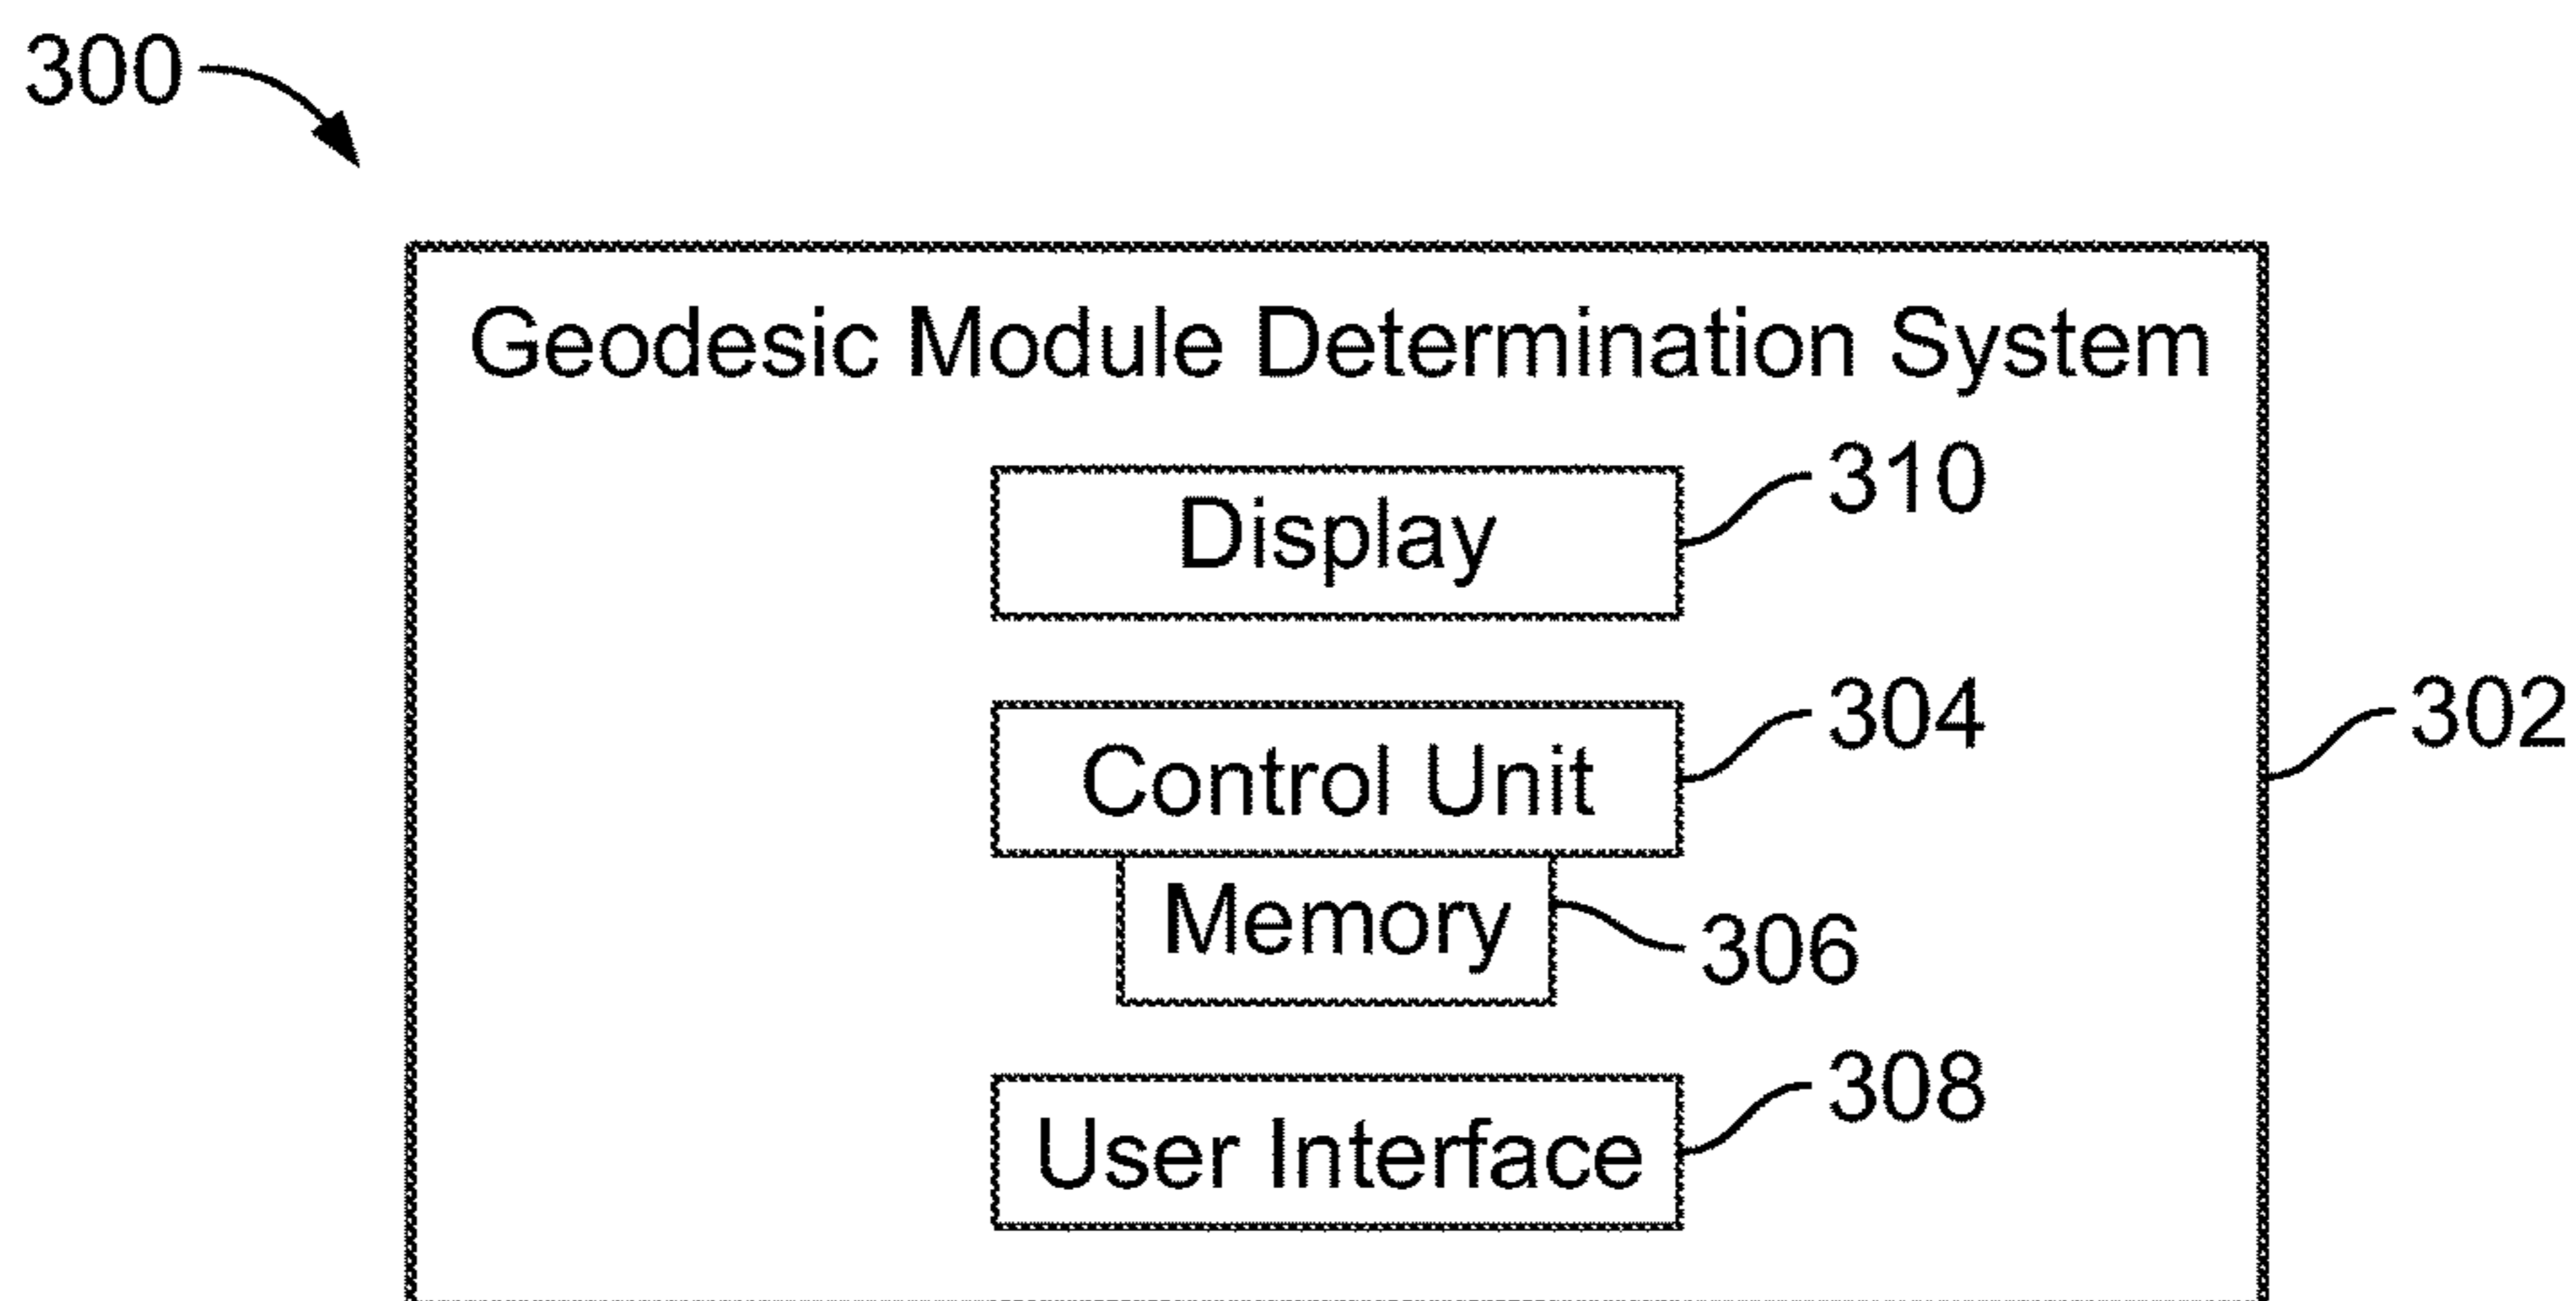 300
Geodesic Module Determination System
Display
310
Control Unit
304
302
Memory
306
User Interface
308